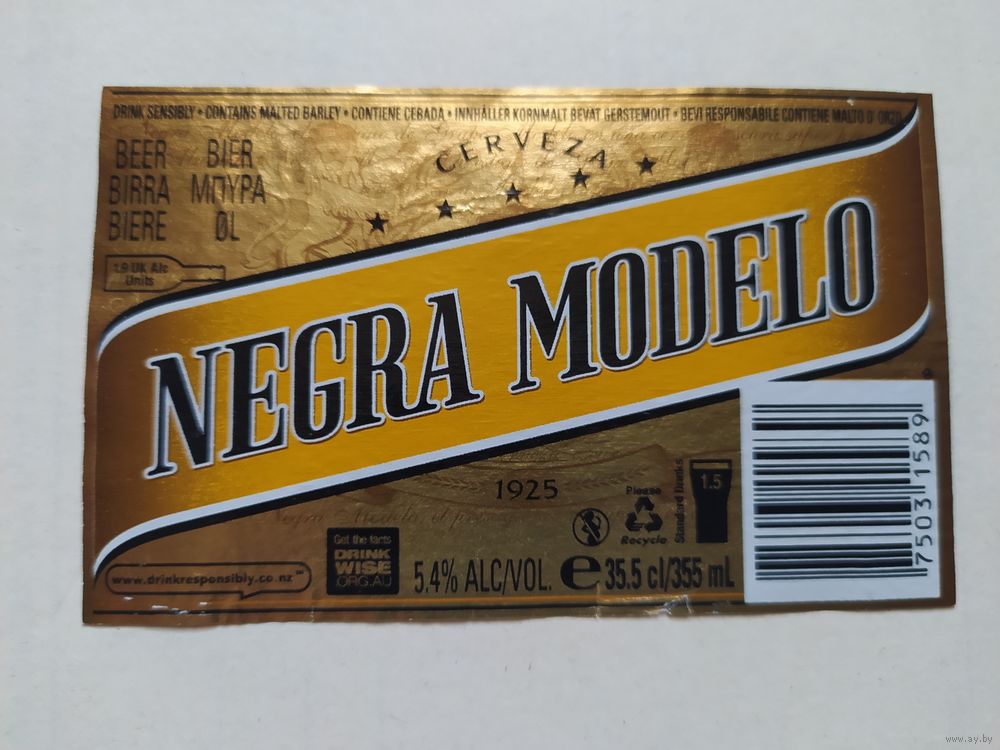 DRINK SENSIBLY • CONTAINS MALTED BARLEY • CONTIENE CEBADA • INNHÅLLER KORNMALT BEVAT GERSTEMOUT • BEVI RESPONSABILE CONTIENE MALTO D' ORZO
CERVEZA
BEER BIER
BIRRA ΜΠΥΡΑ
BIERE ØL
1.9 UK Alc
Units
NEGRA MODELO
1925
www.drinkresponsibly.co.nz
Get the facts
DRINK
WISE
.ORG.AU
5.4% ALC/VOL. e 35.5 cl/355 mL
Please
Recycle
Standard Drinks
1.5
7503 1589
www.ay.by